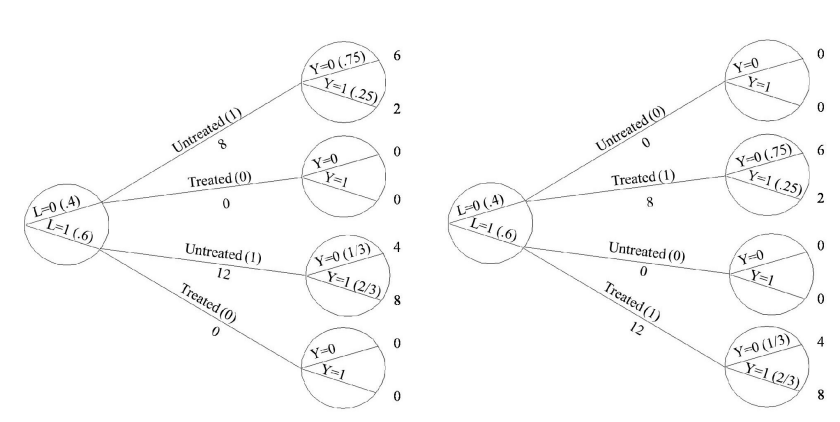 L=0 (.4)
L=1 (.6)
Untreated (1)
8
Y=0 (.75)
6
Y=1 (.25)
2
Treated (0)
0
Y=0
0
Y=1
0
Untreated (1)
12
Y=0 (1/3)
4
Y=1 (2/3)
8
Treated (0)
0
Y=0
0
Y=1
0
L=0 (.4)
L=1 (.6)
Untreated (0)
0
Y=0
0
Y=1
0
Treated (1)
8
Y=0 (.75)
6
Y=1 (.25)
2
Untreated (0)
0
Y=0
0
Y=1
0
Treated (1)
12
Y=0 (1/3)
4
Y=1 (2/3)
8